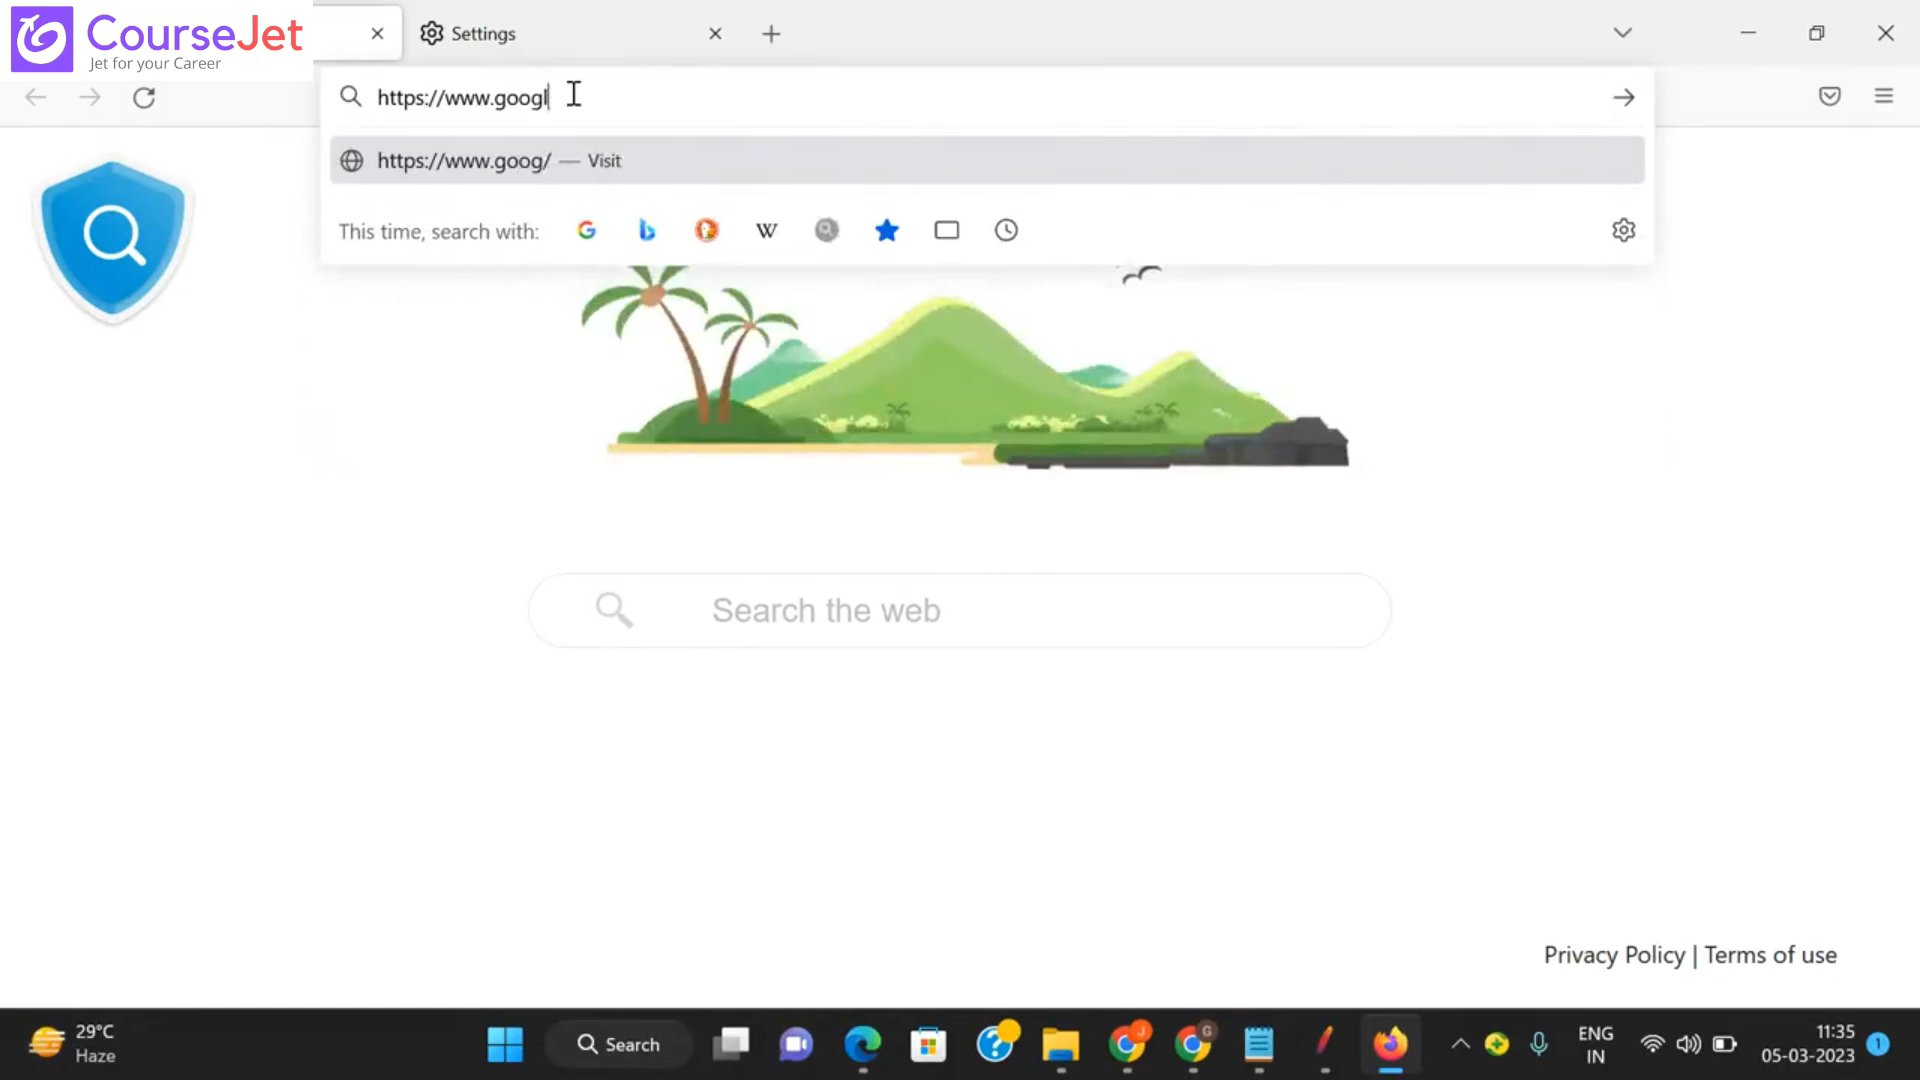 CourseJet
Jet for your Career
Settings
https://www.googl
https://www.goog/ — Visit
This time, search with:
Search the web
Privacy Policy | Terms of use
29°C
Haze
Search
J
G
ENG
IN
11:35
05-03-2023
1